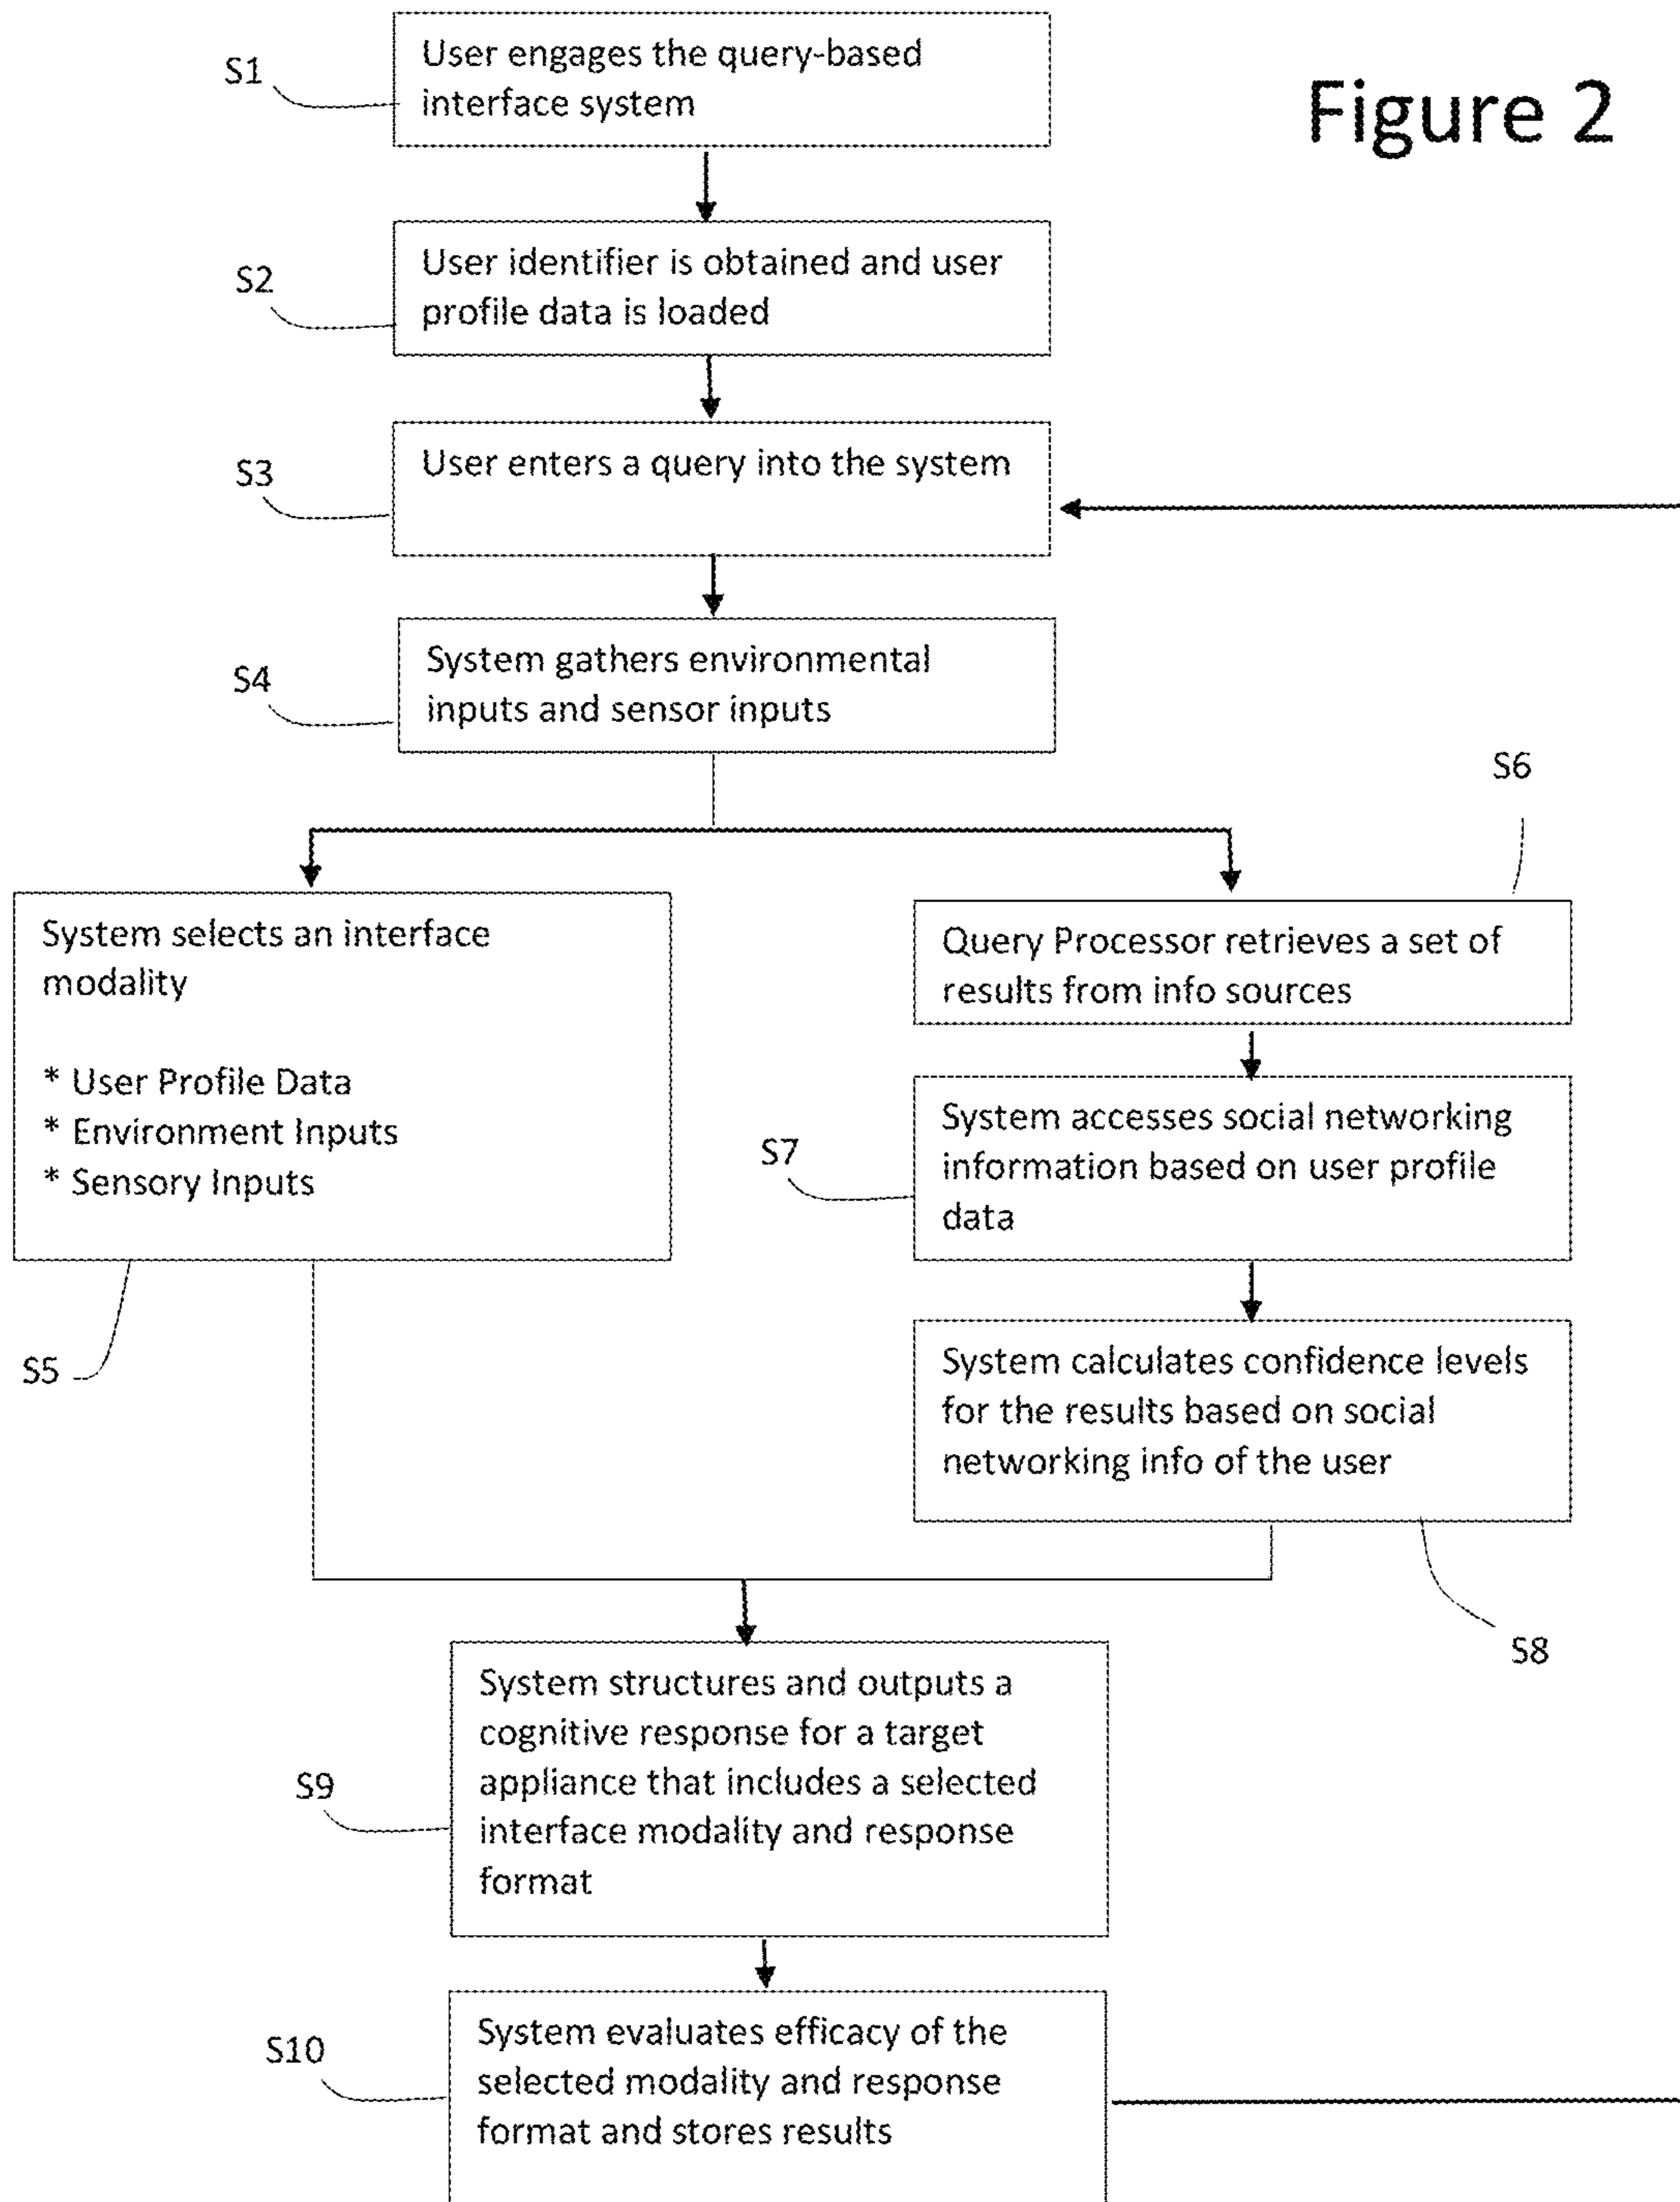 Figure 2
S1
User engages the query-based
interface system
S2
User identifier is obtained and user
profile data is loaded
S3
User enters a query into the system
S4
System gathers environmental
inputs and sensor inputs
S5
System selects an interface
modality
* User Profile Data
* Environment Inputs
* Sensory Inputs
S6
Query Processor retrieves a set of
results from info sources
S7
System accesses social networking
information based on user profile
data
System calculates confidence levels
for the results based on social
networking info of the user
S8
S9
System structures and outputs a
cognitive response for a target
appliance that includes a selected
interface modality and response
format
S10
System evaluates efficacy of the
selected modality and response
format and stores results